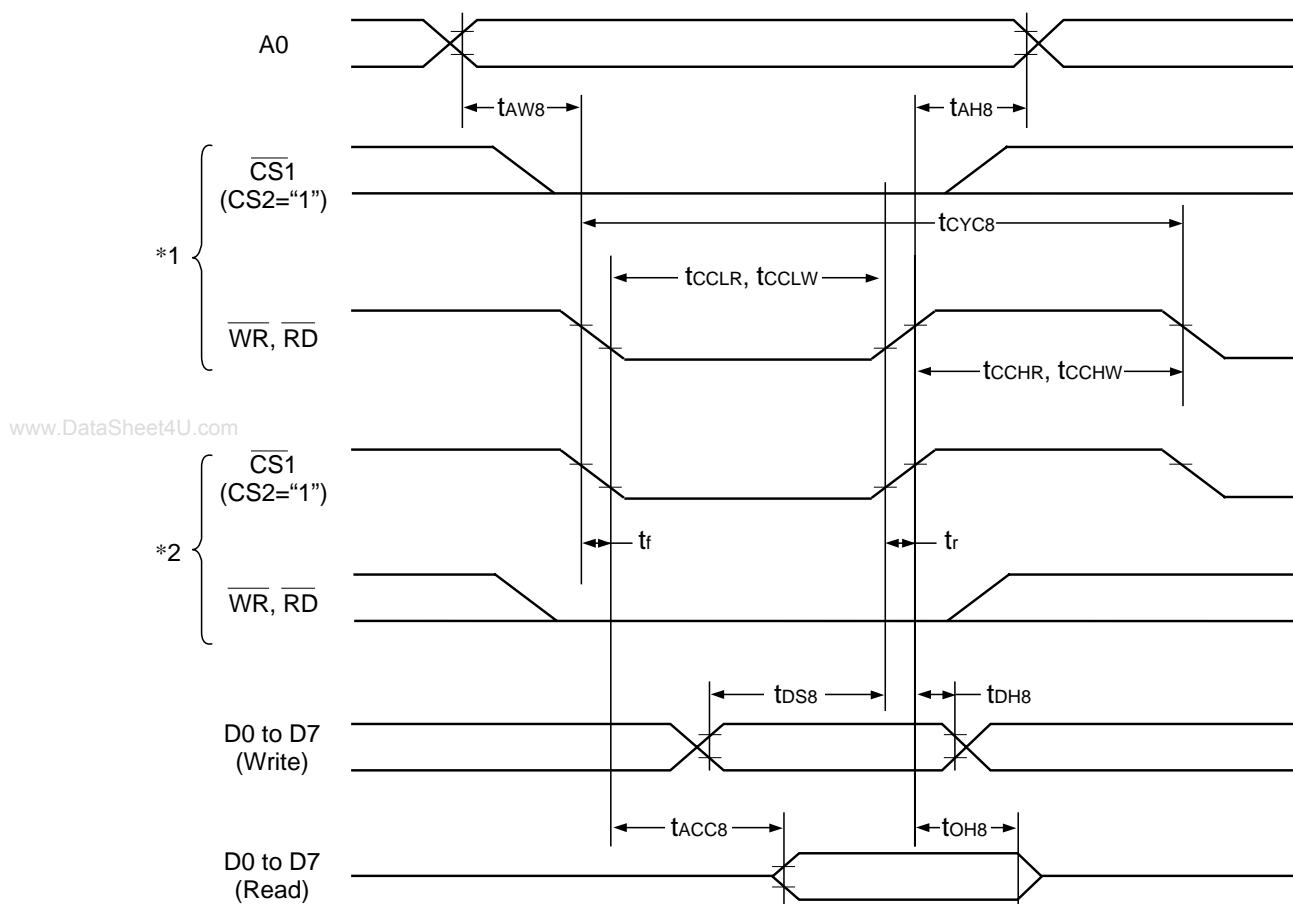 A0
tAW8
tAH8
CS1
(CS2=“1”)
tCYC8
*1
tCCLR, tCCLW
WR, RD
tCCHR, tCCHW
www.DataSheet4U.com
CS1
(CS2=“1”)
*2
tf
tr
WR, RD
tDS8
tDH8
D0 to D7
(Write)
tACC8
tOH8
D0 to D7
(Read)